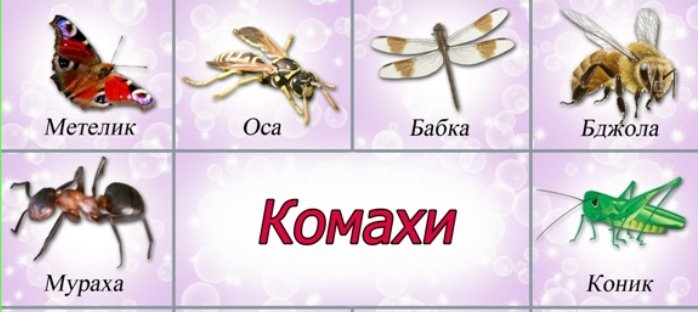 Метелик
Оса
Бабка
Бджола
Мураха
Комахи
Коник